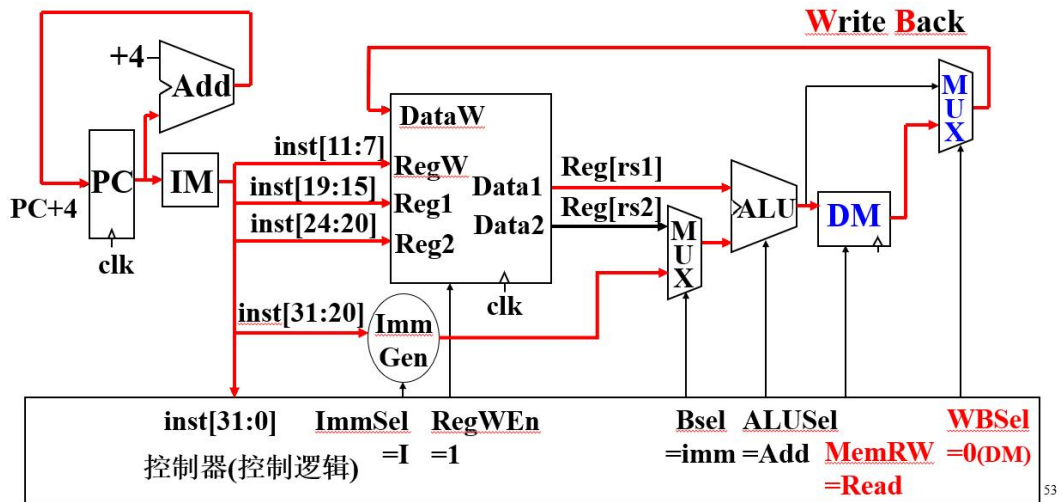 Write Back
+4
Add
DataW
MUX
inst[11:7]
RegW
PC
IM
Reg[rs1]
inst[19:15]
Data1
PC+4
Reg1
Reg[rs2]
ALU
DM
inst[24:20]
Data2
Reg2
MUX
clk
clk
inst[31:20]
Imm
Gen
inst[31:0]
ImmSel
RegWEn
Bsel
ALUSel
WBSel
=I
=1
=imm
=Add
MemRW
=0(DM)
控制器(控制逻辑)
=Read
53